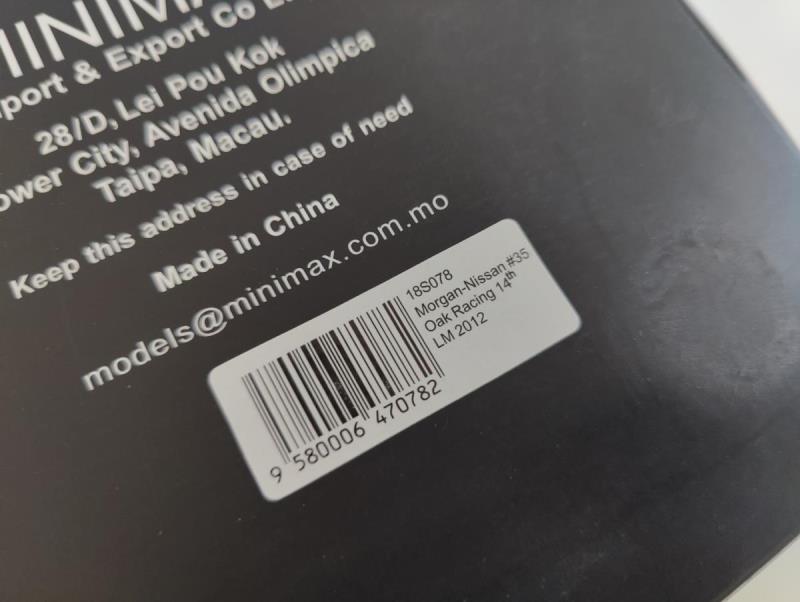 MINIMA
port & Export Co
28/D, Lei Pou Kok
ower City, Avenida Olimpica
Taipa, Macau.
Keep this address in case of need
Made in China
models@minimax.com.mo
18S078
Morgan-Nissan #35
Oak Racing 14th
LM 2012
9 580006 470782